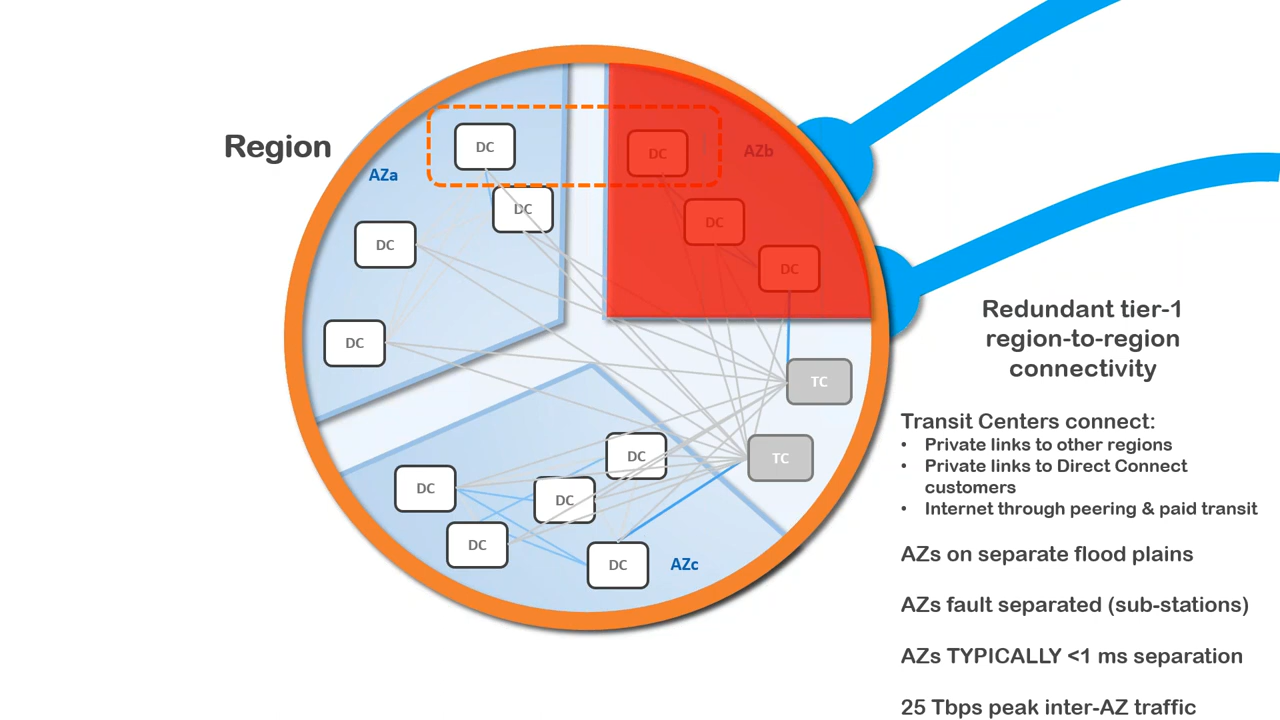 Region
AZa
DC
DC
DC
DC
DC
AZb
DC
DC
TC
TC
DC
DC
DC
DC
DC
AZc
Redundant tier-1
region-to-region
connectivity
Transit Centers connect:
• Private links to other regions
• Private links to Direct Connect
customers
• Internet through peering & paid transit
AZs on separate flood plains
AZs fault separated (sub-stations)
AZs TYPICALLY <1 ms separation
25 Tbps peak inter-AZ traffic